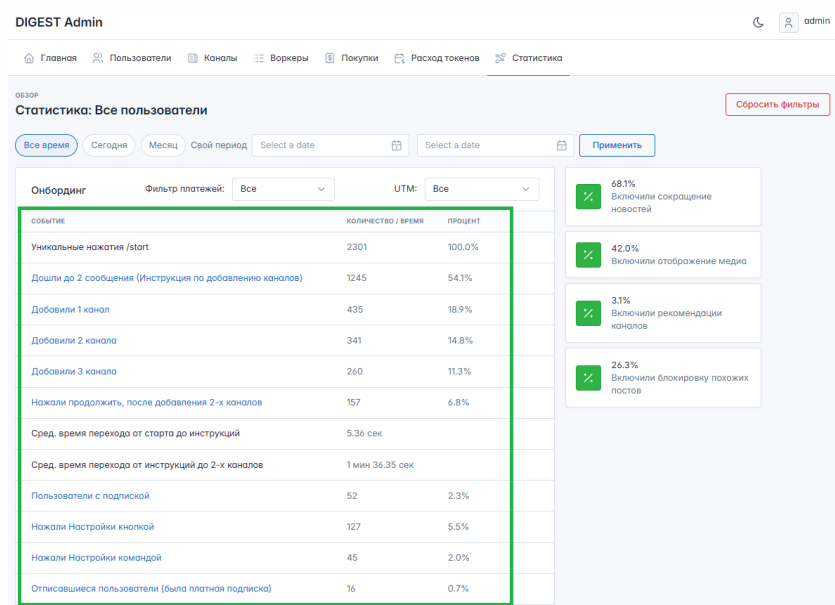 DIGEST Admin
admin
Главная Пользователи Каналы Воркеры Покупки Расход токенов Статистика
ОБЗОР
Статистика: Все пользователи
Сбросить фильтры
Все время Сегодня Месяц Свой период Select a date Select a date Применить
Онбординг Фильтр платежей: Все UTM: Все
СОБЫТИЕ КОЛИЧЕСТВО / ВРЕМЯ ПРОЦЕНТ
Уникальные нажатия /start 2301 100.0%
Дошли до 2 сообщения (Инструкция по добавлению каналов) 1245 54.1%
Добавили 1 канал 435 18.9%
Добавили 2 канала 341 14.8%
Добавили 3 канала 260 11.3%
Нажали продолжить, после добавления 2-х каналов 157 6.8%
Сред. время перехода от старта до инструкций 5.36 сек
Сред. время перехода от инструкций до 2-х каналов 1 мин 36.35 сек
Пользователи с подпиской 52 2.3%
Нажали Настройки кнопкой 127 5.5%
Нажали Настройки командой 45 2.0%
Отписавшиеся пользователи (была платная подписка) 16 0.7%
68.1%
Включили сокращение
новостей
42.0%
Включили отображение медиа
3.1%
Включили рекомендации
каналов
26.3%
Включили блокировку похожих
постов